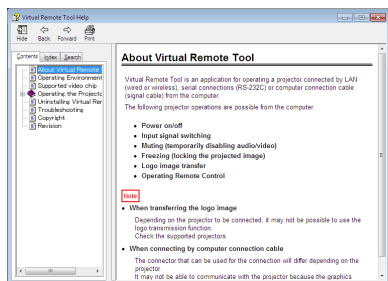 Virtual Remote Tool Help
Hide Back Forward Print
Contents Index Search
About Virtual Remote
Operating Environment
Supported video chip
Operating the Projecto
Uninstalling Virtual Rer
Troubleshooting
Copyright
Revision
About Virtual Remote Tool
Virtual Remote Tool is an application for operating a projector connected by LAN
(wired or wireless), serial connections (RS-232C) or computer connection cable
(signal cable) from the computer.
The following projector operations are possible from the computer:
• Power on/off
• Input signal switching
• Muting (temporarily disabling audio/video)
• Freezing (locking the projected image)
• Logo image transfer
• Operating Remote Control
Note
• When transferring the logo image
Depending on the projector to be connected, it may not be possible to use the
logo transmission function.
Check the supported projectors.
• When connecting by computer connection cable
The connector that can be used for the connection will differ depending on the
projector.
It may not be able to communicate with the projector because the graphics